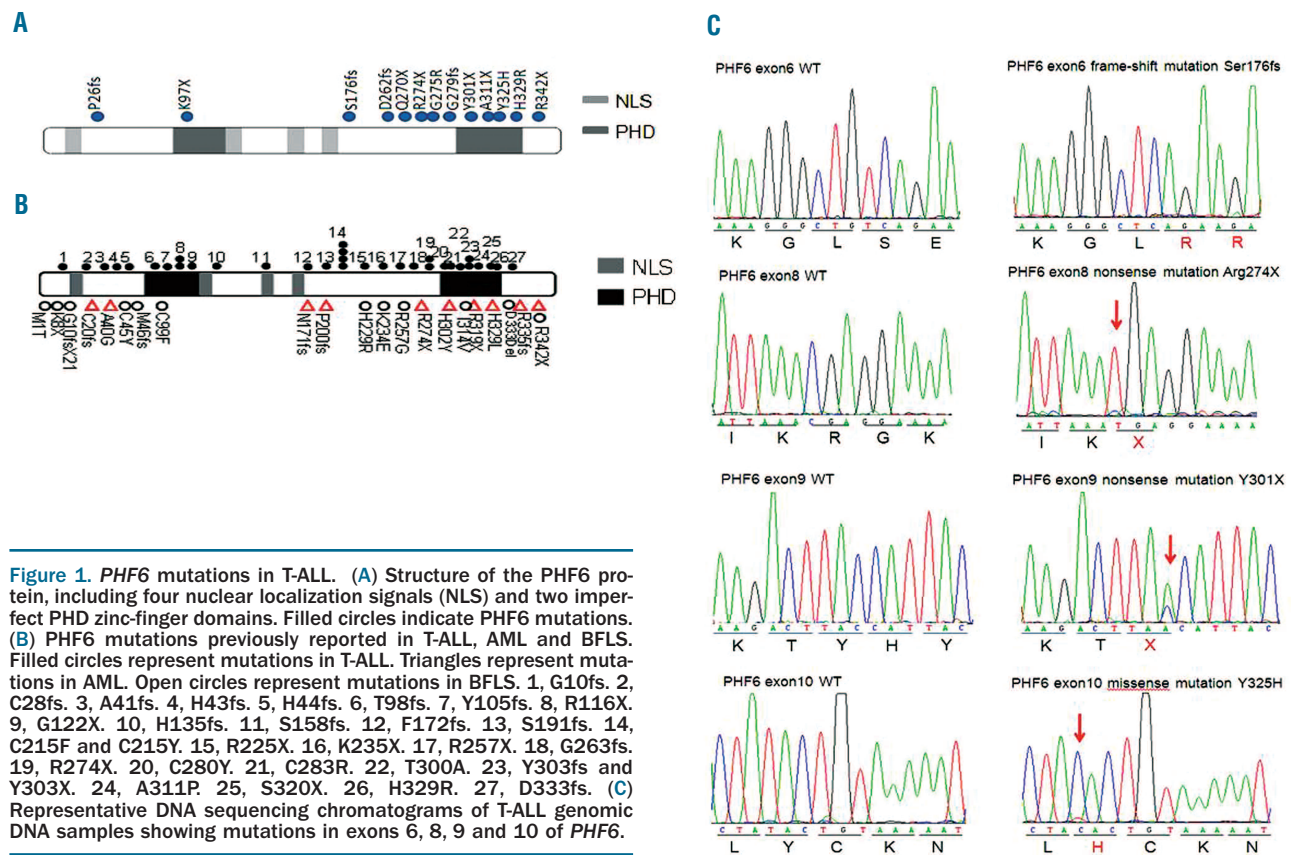 A
P26fs
K97X
S176fs
D262fs
Q270X
R274X
G275R
G279fs
Y301X
A311X
Y325H
H329R
R342X
NLS
PHD
B
1 2 3 4 5 6 7 8 9 10 11 12 13 14 15 16 17 18 19 20 21 22 23 24 25 26 27
NLS
PHD
M1T
K8X
G10fsX21
C20fs
A40G
C45Y
M46fs
C99F
N171fs
P200fs
H229R
K234E
R257G
R274X
H302Y
R319X
H329L
D333del
R335fs
R342X
Figure 1. PHF6 mutations in T-ALL. (A) Structure of the PHF6 pro-
tein, including four nuclear localization signals (NLS) and two imper-
fect PHD zinc-finger domains. Filled circles indicate PHF6 mutations.
(B) PHF6 mutations previously reported in T-ALL, AML and BFLS.
Filled circles represent mutations in T-ALL. Triangles represent muta-
tions in AML. Open circles represent mutations in BFLS. 1, G10fs. 2,
C28fs. 3, A41fs. 4, H43fs. 5, H44fs. 6, T98fs. 7, Y105fs. 8, R116X.
9, G122X. 10, H135fs. 11, S158fs. 12, F172fs. 13, S191fs. 14,
C215F and C215Y. 15, R225X. 16, K235X. 17, R257X. 18, G263fs.
19, R274X. 20, C280Y. 21, C283R. 22, T300A. 23, Y303fs and
Y303X. 24, A311P. 25, S320X. 26, H329R. 27, D333fs. (C)
Representative DNA sequencing chromatograms of T-ALL genomic
DNA samples showing mutations in exons 6, 8, 9 and 10 of PHF6.
C
PHF6 exon6 WT
A A A G G G C T G T C A G A A
K G L S E
PHF6 exon6 frame-shift mutation Ser176fs
A A A G G G C T C A G A A G A
K G L R R
PHF6 exon8 WT
A T T A A A C G A G G A A A A
I K R G K
PHF6 exon8 nonsense mutation Arg274X
A T T A A A T G A G G A A A A
I K X
PHF6 exon9 WT
A A G A C T T A C C A T T A C
K T Y H Y
PHF6 exon9 nonsense mutation Y301X
A A G A C T T A A C A T T A C
K T X
PHF6 exon10 WT
C T A T A C T G T A A A A A T
L Y C K N
PHF6 exon10 missense mutation Y325H
C T A C A C T G T A A A A A T
L H C K N